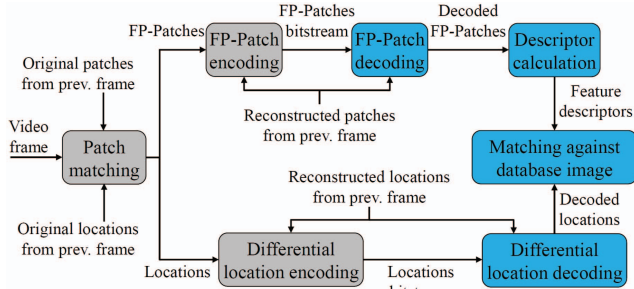 FP-Patches
FP-Patches
bitstream
Decoded
FP-Patches
Original patches
from prev. frame
FP-Patch
encoding
FP-Patch
decoding
Descriptor
calculation
Video
frame
Patch
matching
Reconstructed patches
from prev. frame
Feature
descriptors
Matching against
database image
Original locations
from prev. frame
Reconstructed locations
from prev. frame
Decoded
locations
Locations
Differential
location encoding
Locations
Differential
location decoding